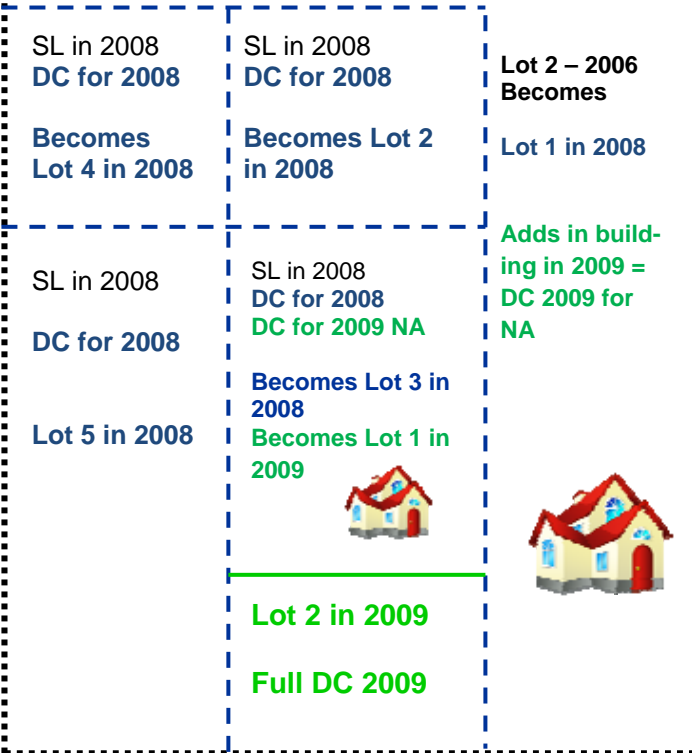 SL in 2008
DC for 2008
Becomes
Lot 4 in 2008
SL in 2008
DC for 2008
Becomes Lot 2
in 2008
Lot 2 – 2006
Becomes
Lot 1 in 2008
Adds in build-
ing in 2009 =
DC 2009 for
NA
SL in 2008
DC for 2008
Lot 5 in 2008
SL in 2008
DC for 2008
DC for 2009 NA
Becomes Lot 3 in
2008
Becomes Lot 1 in
2009
Lot 2 in 2009
Full DC 2009